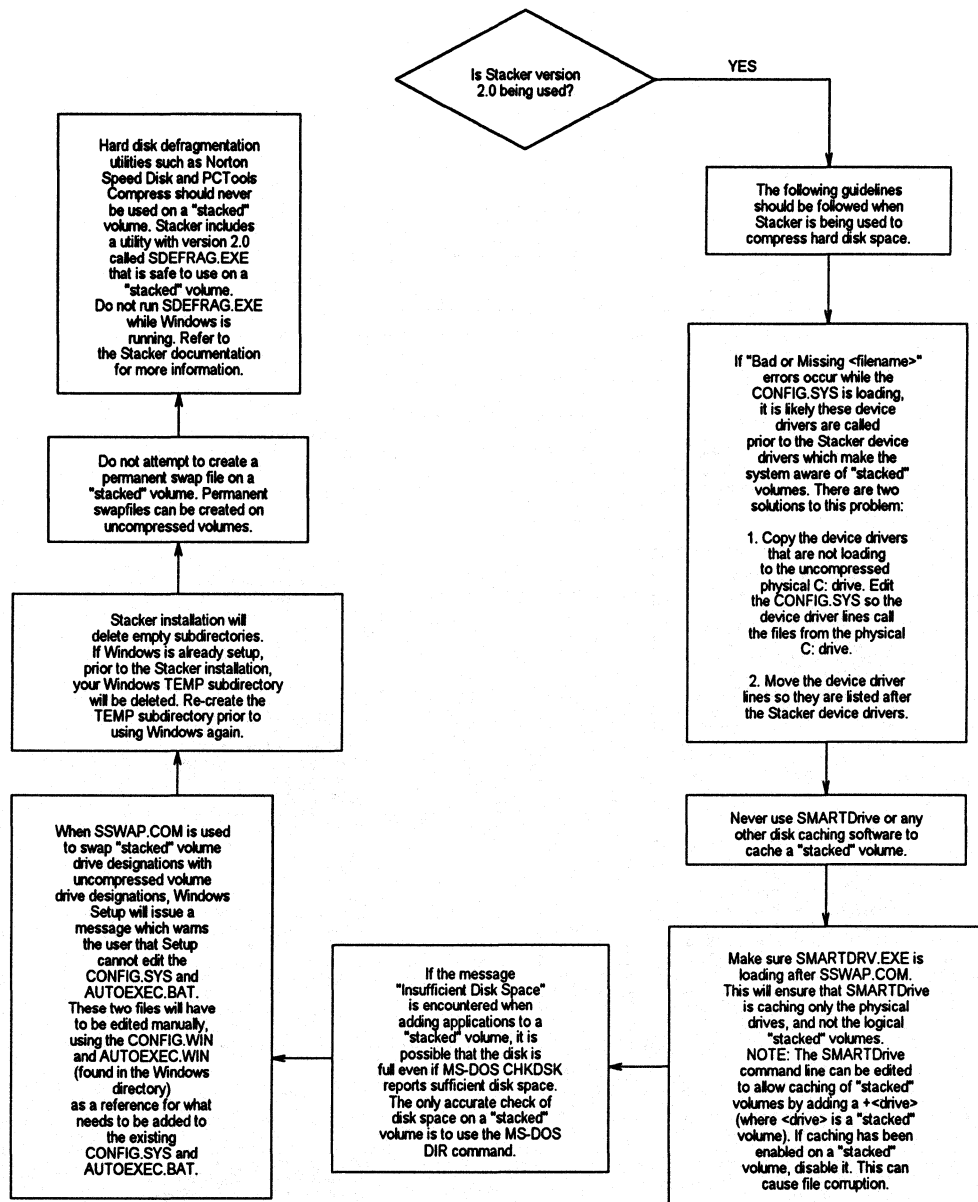 Is Stacker version
2.0 being used?
YES
The following guidelines
should be followed when
Stacker is being used to
compress hard disk space.
If "Bad or Missing <filename>"
errors occur while the
CONFIG.SYS is loading,
it is likely these device
drivers are called
prior to the Stacker device
drivers which make the
system aware of "stacked"
volumes. There are two
solutions to this problem:
1. Copy the device drivers
that are not loading
to the uncompressed
physical C: drive. Edit
the CONFIG.SYS so the
device driver lines call
the files from the physical
C: drive.
2. Move the device driver
lines so they are listed after
the Stacker device drivers.
Never use SMARTDrive or any
other disk caching software to
cache a "stacked" volume.
Make sure SMARTDRV.EXE is
loading after SSWAP.COM.
This will ensure that SMARTDrive
is caching only the physical
drives, and not the logical
"stacked" volumes.
NOTE: The SMARTDrive
command line can be edited
to allow caching of "stacked"
volumes by adding a +<drive>
(where <drive> is a "stacked"
volume). If caching has been
enabled on a "stacked"
volume, disable it. This can
cause file corruption.
If the message
"Insufficient Disk Space"
is encountered when
adding applications to a
"stacked" volume, it is
possible that the disk is
full even if MS-DOS CHKDSK
reports sufficient disk space.
The only accurate check of
disk space on a "stacked"
volume is to use the MS-DOS
DIR command.
When SSWAP.COM is used
to swap "stacked" volume
drive designations with
uncompressed volume
drive designations, Windows
Setup will issue a
message which warns
the user that Setup
cannot edit the
CONFIG.SYS and
AUTOEXEC.BAT.
These two files will have
to be edited manually,
using the CONFIG.WIN
and AUTOEXEC.WIN
(found in the Windows
directory)
as a reference for what
needs to be added to
the existing
CONFIG.SYS and
AUTOEXEC.BAT.
Stacker installation will
delete empty subdirectories.
If Windows is already setup,
prior to the Stacker installation,
your Windows TEMP subdirectory
will be deleted. Re-create the
TEMP subdirectory prior to
using Windows again.
Do not attempt to create a
permanent swap file on a
"stacked" volume. Permanent
swapfiles can be created on
uncompressed volumes.
Hard disk defragmentation
utilities such as Norton
Speed Disk and PCTools
Compress should never
be used on a "stacked"
volume. Stacker includes
a utility with version 2.0
called SDEFRAG.EXE
that is safe to use on a
"stacked" volume.
Do not run SDEFRAG.EXE
while Windows is
running. Refer to
the Stacker documentation
for more information.